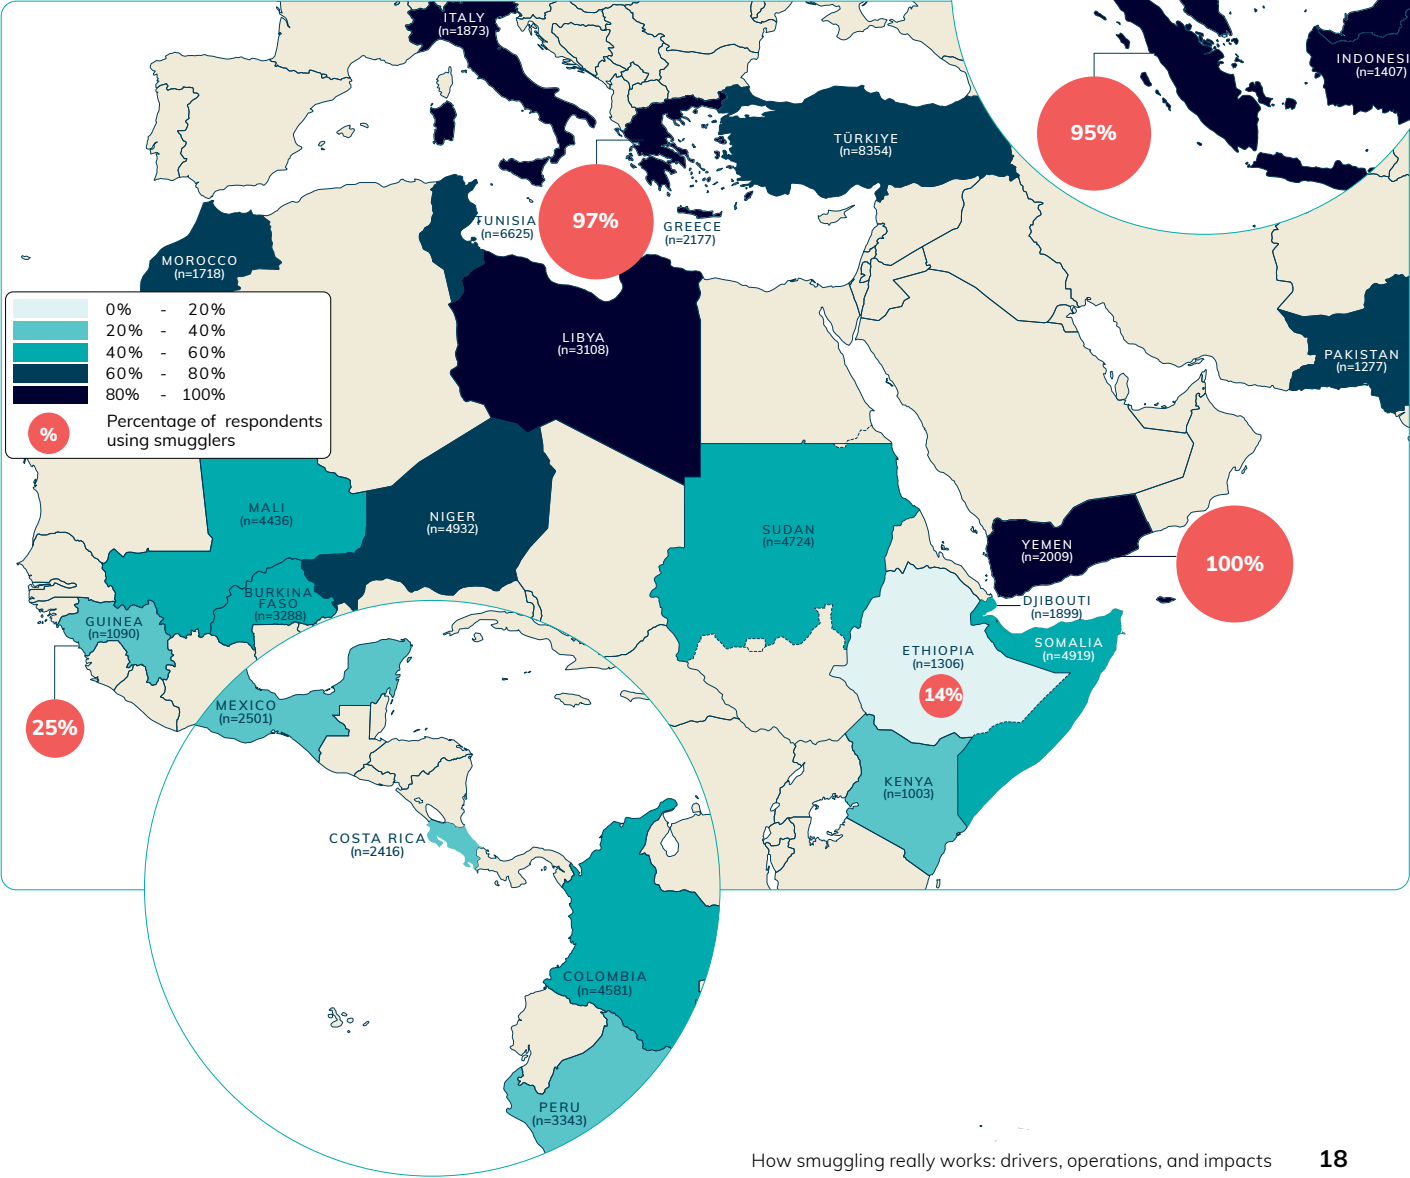 ITALY
(n=1873)
INDONESI
(n=1407)
95%
TÜRKIYE
(n=8354)
TUNISIA
(n=6625)
97%
GREECE
(n=2177)
MOROCCO
(n=1718)
0% - 20%
20% - 40%
40% - 60%
60% - 80%
80% - 100%
% Percentage of respondents
using smugglers
LIBYA
(n=3108)
PAKISTAN
(n=1277)
MALI
(n=4436)
NIGER
(n=4932)
SUDAN
(n=4724)
YEMEN
(n=2009)
100%
BURKINA
FASO
(n=3288)
DJIBOUTI
(n=1899)
GUINEA
(n=1090)
SOMALIA
(n=4919)
ETHIOPIA
(n=1306)
14%
25%
MEXICO
(n=2501)
KENYA
(n=1003)
COSTA RICA
(n=2416)
COLOMBIA
(n=4581)
PERU
(n=3343)
How smuggling really works: drivers, operations, and impacts 18